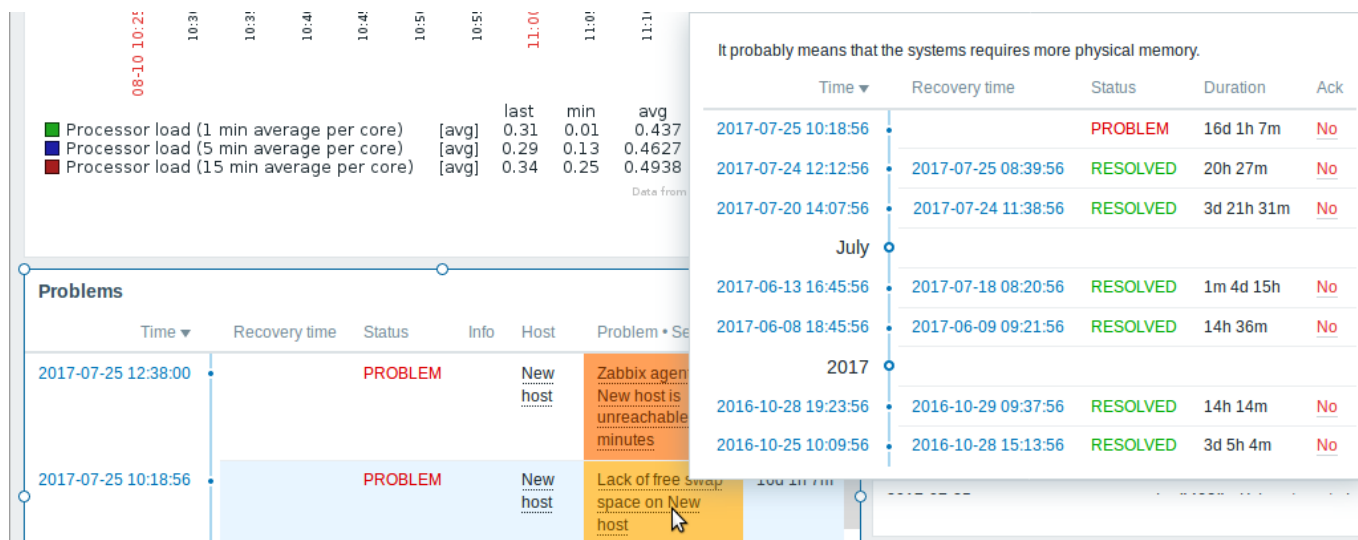 08-10 10:25
10:30
10:35
10:40
10:45
10:50
10:55
11:00
11:05
11:10
last min avg
Processor load (1 min average per core) [avg] 0.31 0.01 0.437
Processor load (5 min average per core) [avg] 0.29 0.13 0.4627
Processor load (15 min average per core) [avg] 0.34 0.25 0.4938
Data from
Problems
Time ▼ Recovery time Status Info Host Problem • Se
2017-07-25 12:38:00 PROBLEM New host Zabbix agen
New host is
unreachable
minutes
2017-07-25 10:18:56 PROBLEM New host Lack of free swap
space on New
host
16d 1h 7m
It probably means that the systems requires more physical memory.
Time ▼ Recovery time Status Duration Ack
2017-07-25 10:18:56 PROBLEM 16d 1h 7m No
2017-07-24 12:12:56 2017-07-25 08:39:56 RESOLVED 20h 27m No
2017-07-20 14:07:56 2017-07-24 11:38:56 RESOLVED 3d 21h 31m No
July
2017-06-13 16:45:56 2017-07-18 08:20:56 RESOLVED 1m 4d 15h No
2017-06-08 18:45:56 2017-06-09 09:21:56 RESOLVED 14h 36m No
2017
2016-10-28 19:23:56 2016-10-29 09:37:56 RESOLVED 14h 14m No
2016-10-25 10:09:56 2016-10-28 15:13:56 RESOLVED 3d 5h 4m No